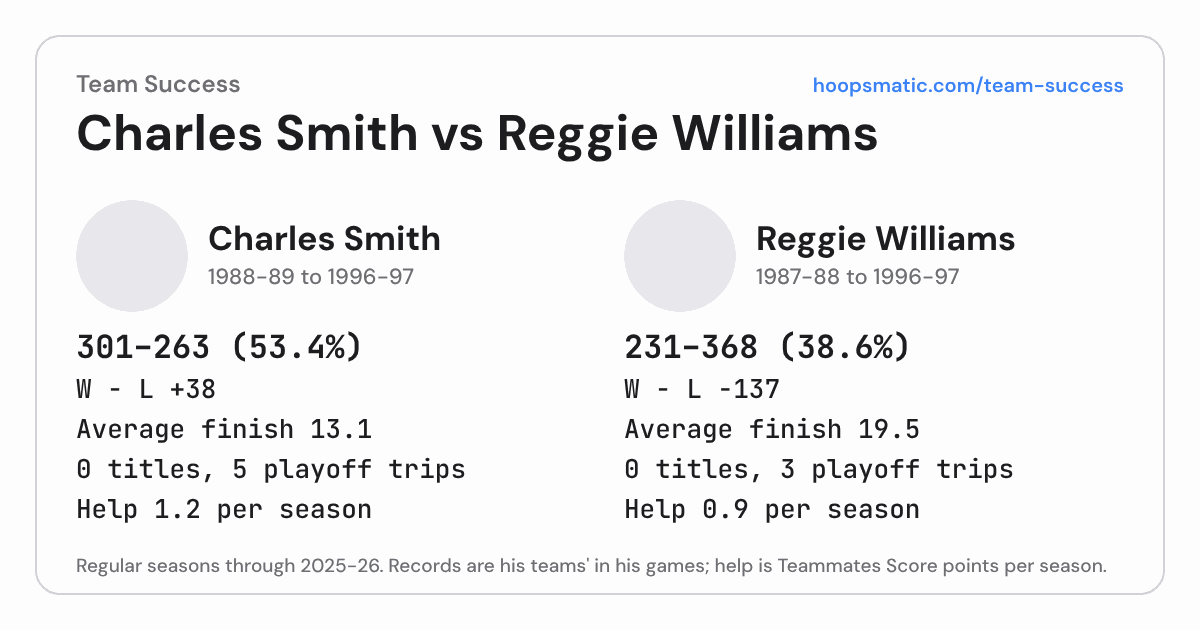 Team Success
hoopsmatic.com/team-success
Charles Smith vs Reggie Williams
Charles Smith
1988-89 to 1996-97
301-263 (53.4%)
W - L +38
Average finish 13.1
0 titles, 5 playoff trips
Help 1.2 per season
Reggie Williams
1987-88 to 1996-97
231-368 (38.6%)
W - L -137
Average finish 19.5
0 titles, 3 playoff trips
Help 0.9 per season
Regular seasons through 2025-26. Records are his teams' in his games; help is Teammates Score points per season.